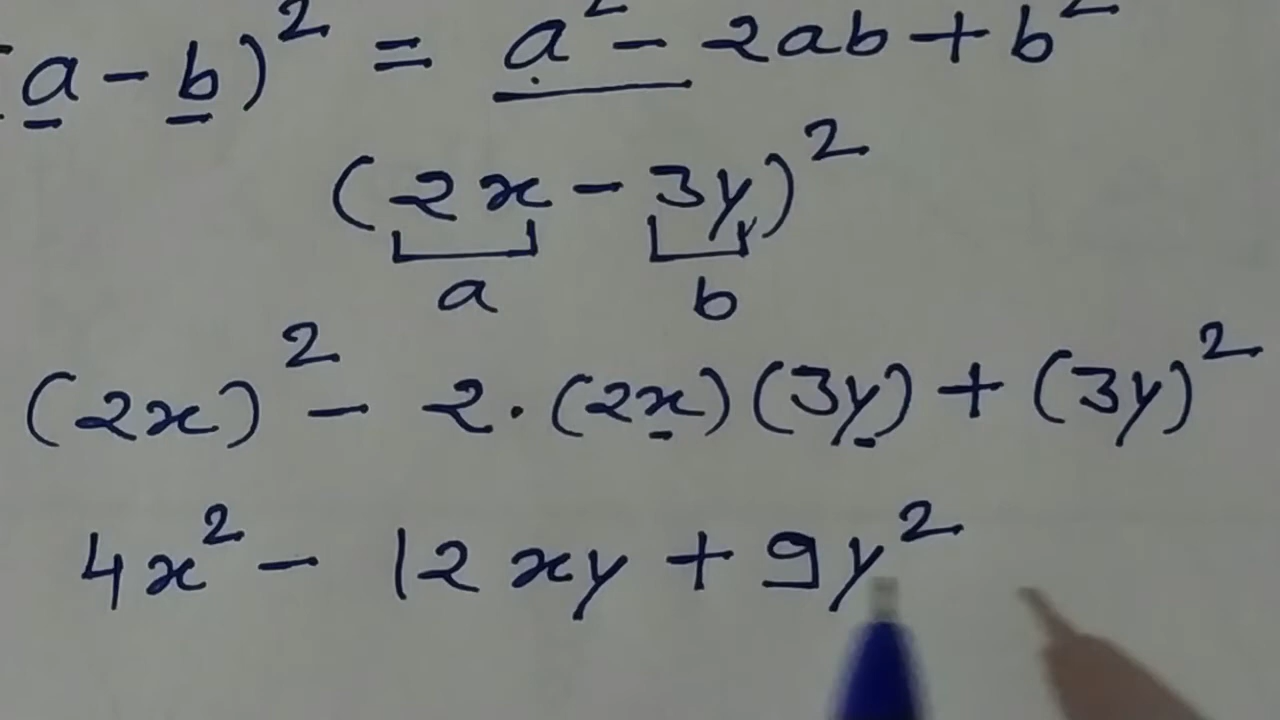 (a - b)² = a² - 2ab + b²
(2x - 3y)²
a b
(2x)² - 2·(2x)(3y) + (3y)²
4x² - 12xy + 9y²